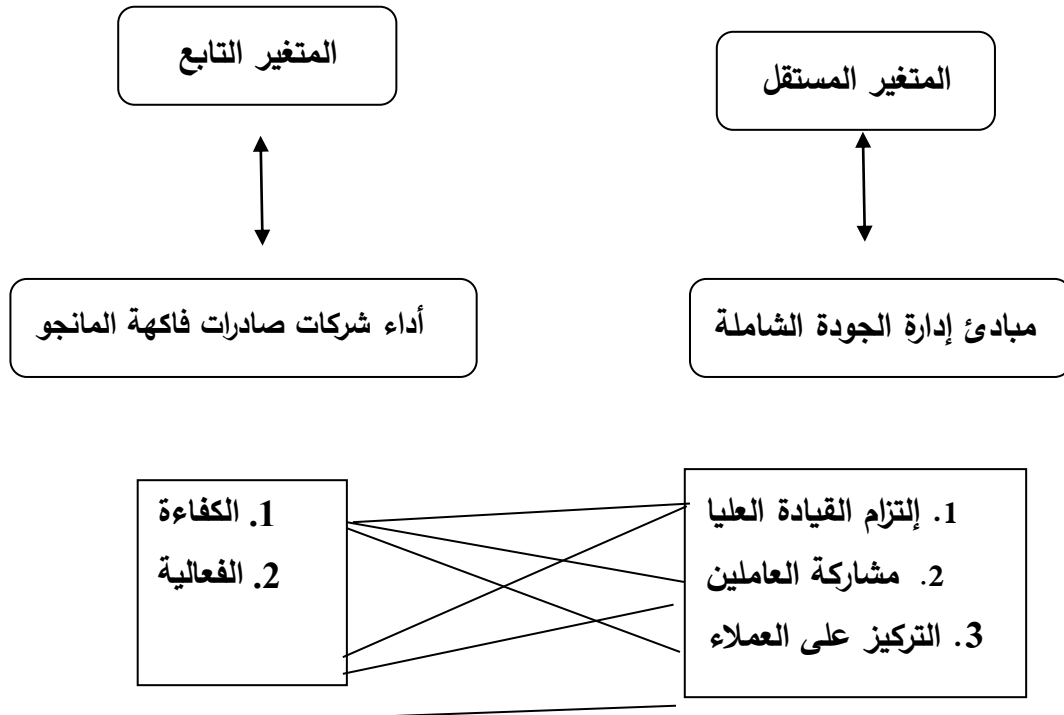 المتغير المستقل
المتغير التابع
مبادئ إدارة الجودة الشاملة
أداء شركات صادرات فاكهة المانجو
1. إلتزام القيادة العليا
2. مشاركة العاملين
3. التركيز على العملاء
1. الكفاءة
2. الفعالية